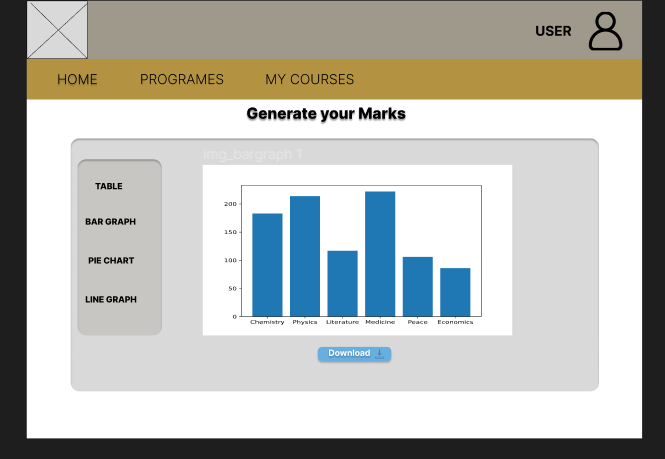 USER
HOME PROGRAMES MY COURSES
Generate your Marks
img_bargraph 1
TABLE
BAR GRAPH
PIE CHART
LINE GRAPH
200
150
100
50
0
Chemistry Physics Literature Medicine Peace Economics
Download